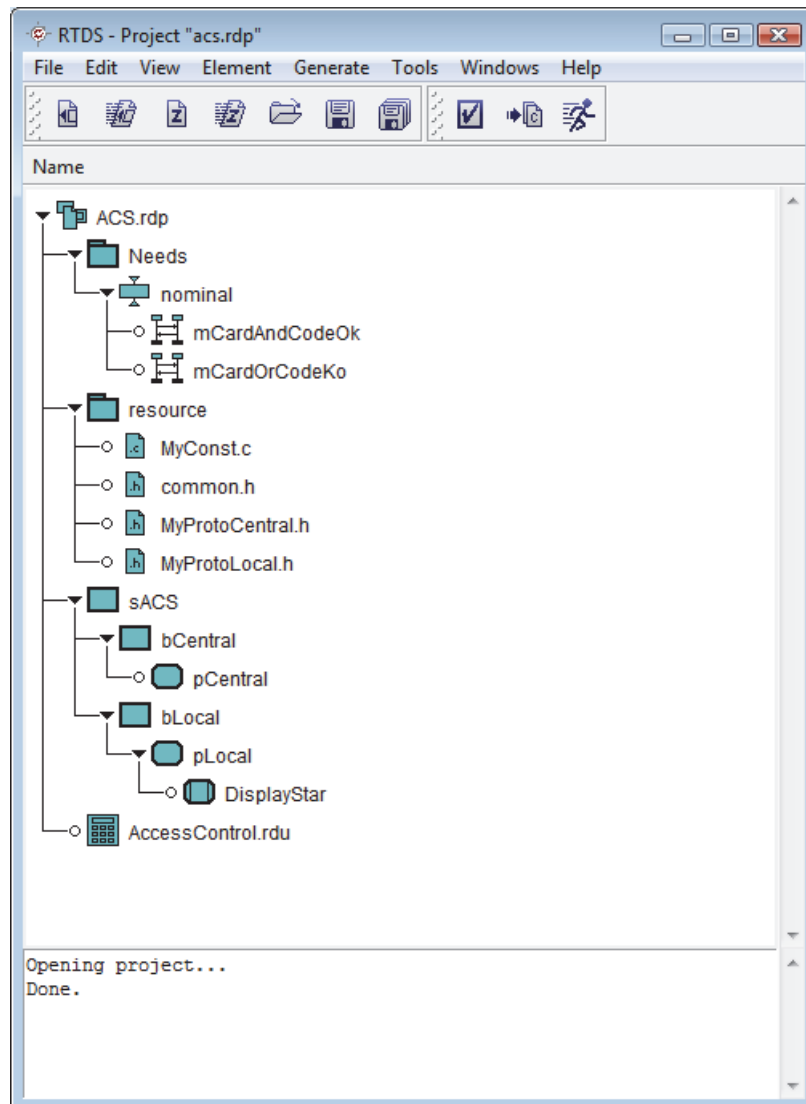 RTDS - Project "acs.rdp"
File Edit View Element Generate Tools Windows Help
Name
ACS.rdp
Needs
nominal
mCardAndCodeOk
mCardOrCodeKo
resource
.c MyConst.c
.h common.h
.h MyProtoCentral.h
.h MyProtoLocal.h
sACS
bCentral
pCentral
bLocal
pLocal
DisplayStar
AccessControl.rdu
Opening project...
Done.